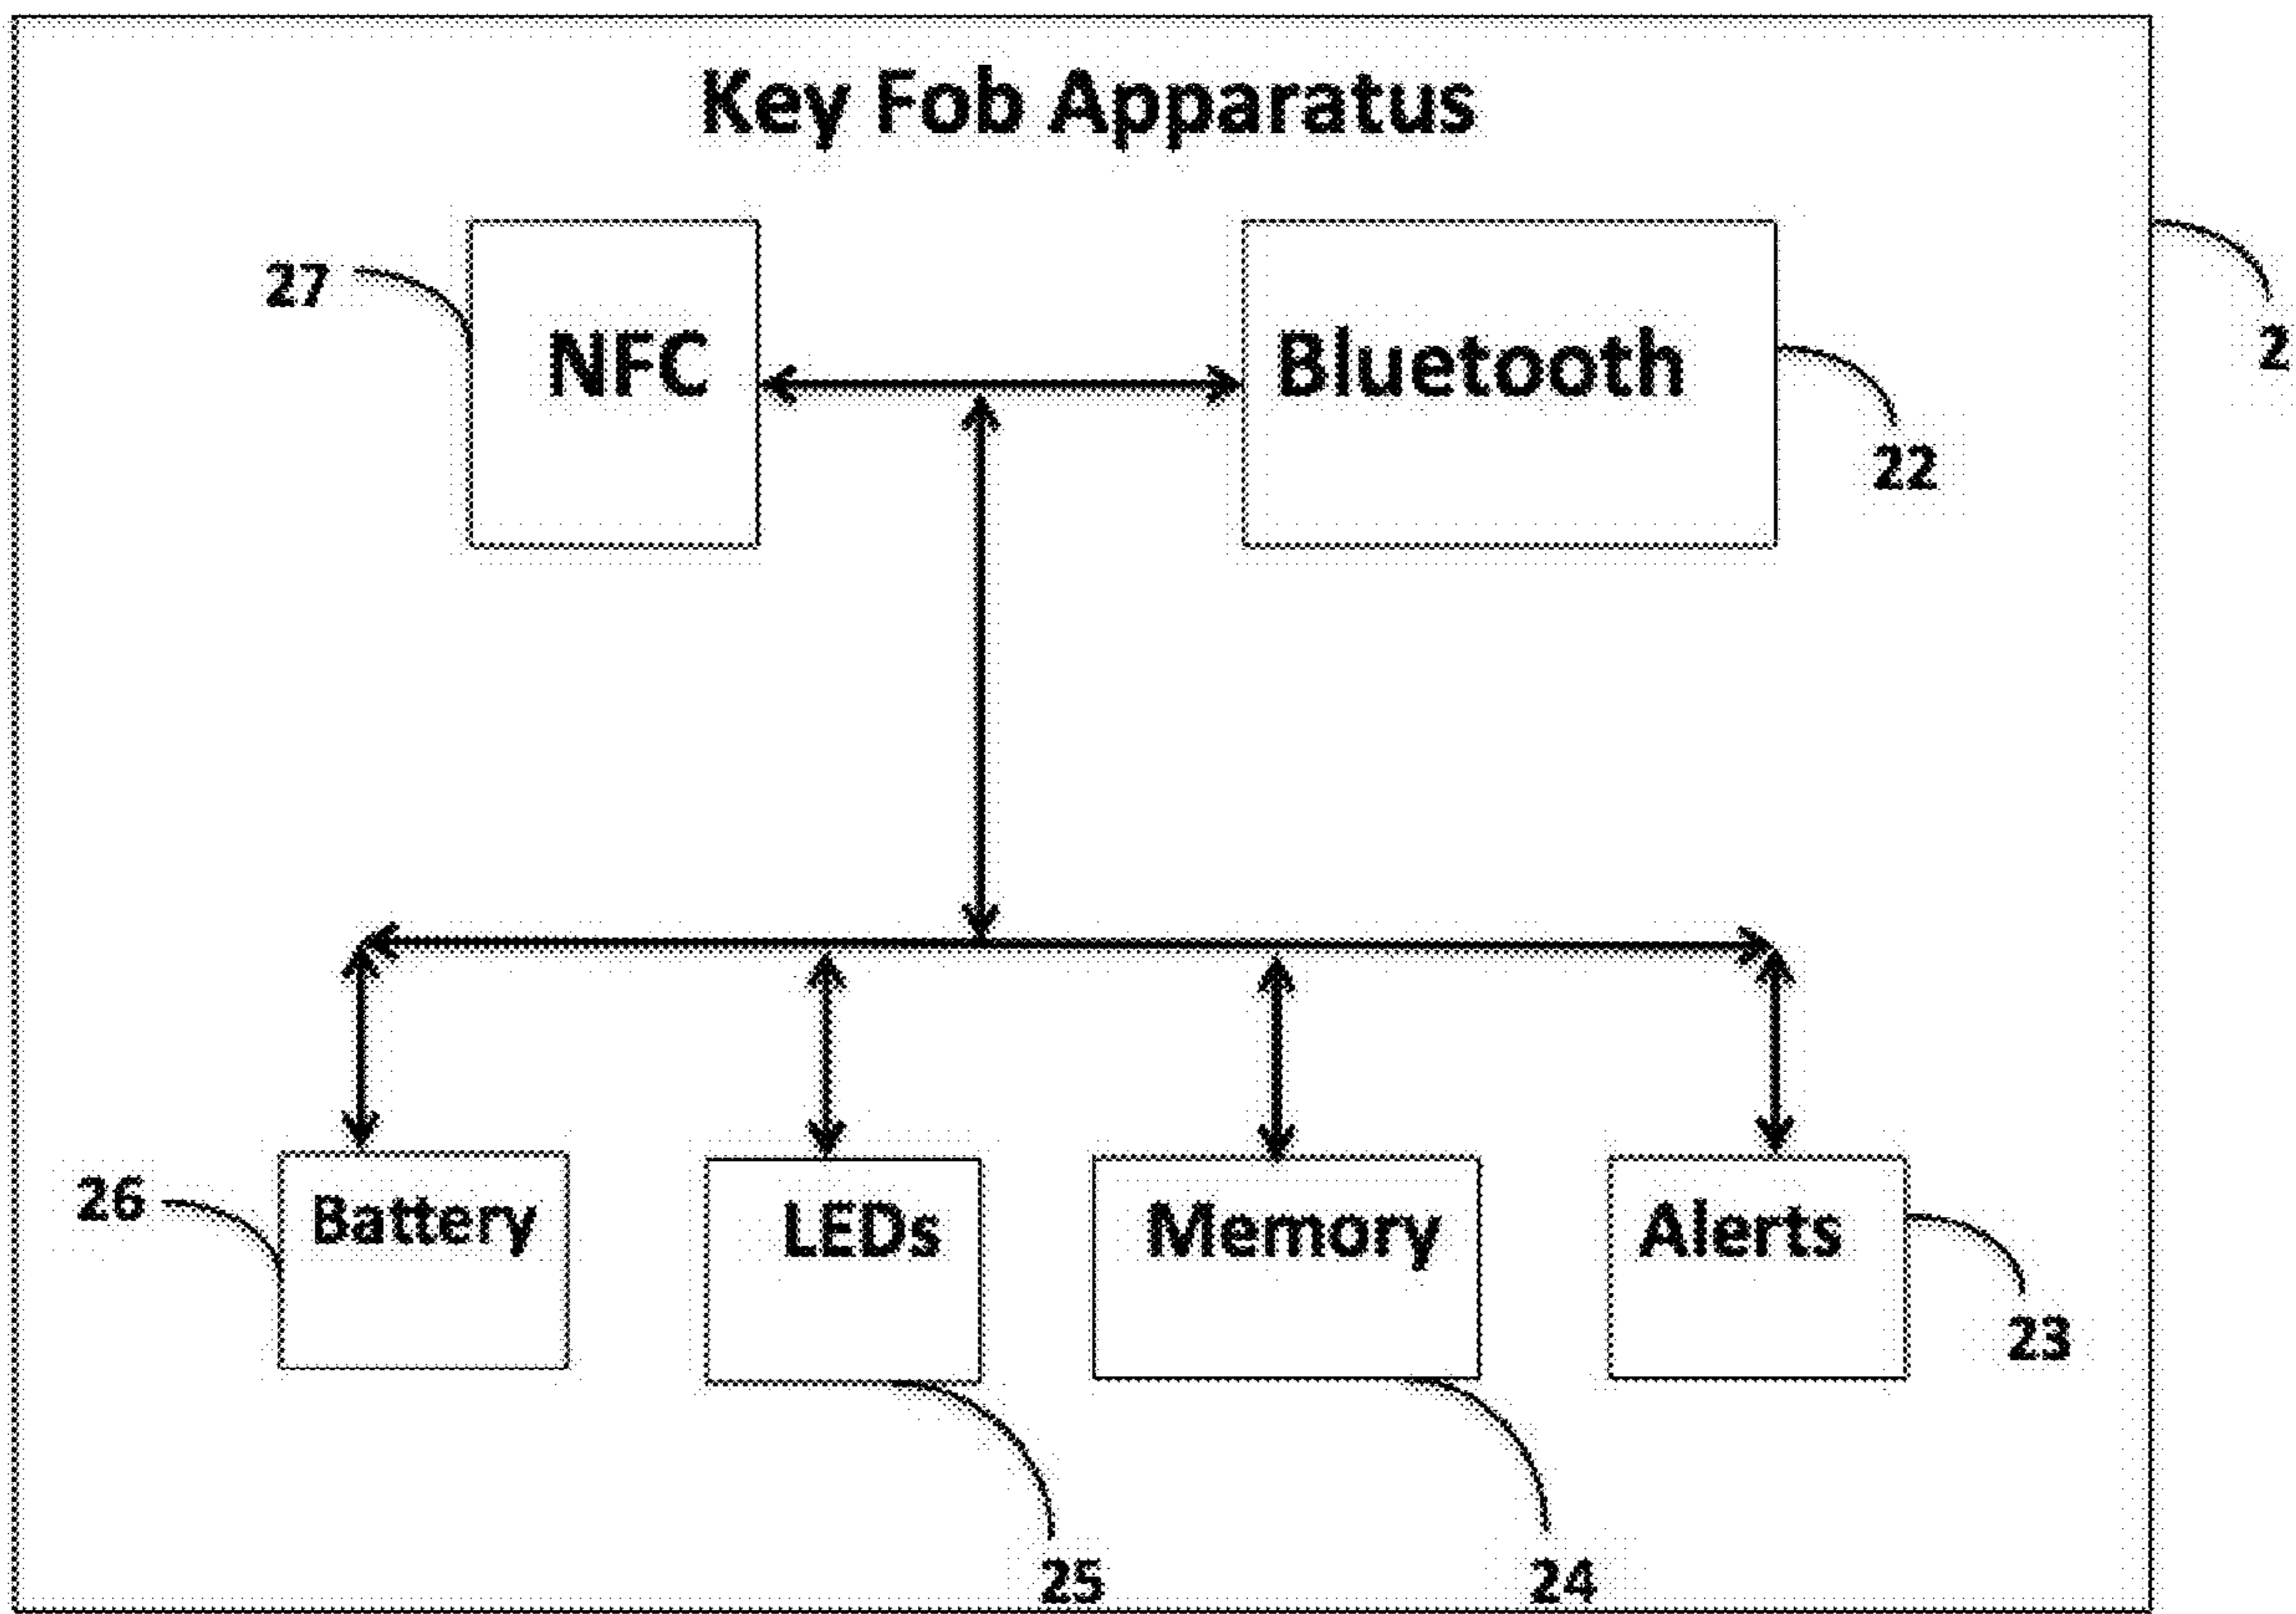 Key Fob Apparatus
27
NFC
Bluetooth
2
22
26
Battery
LEDs
Memory
Alerts
23
25
24